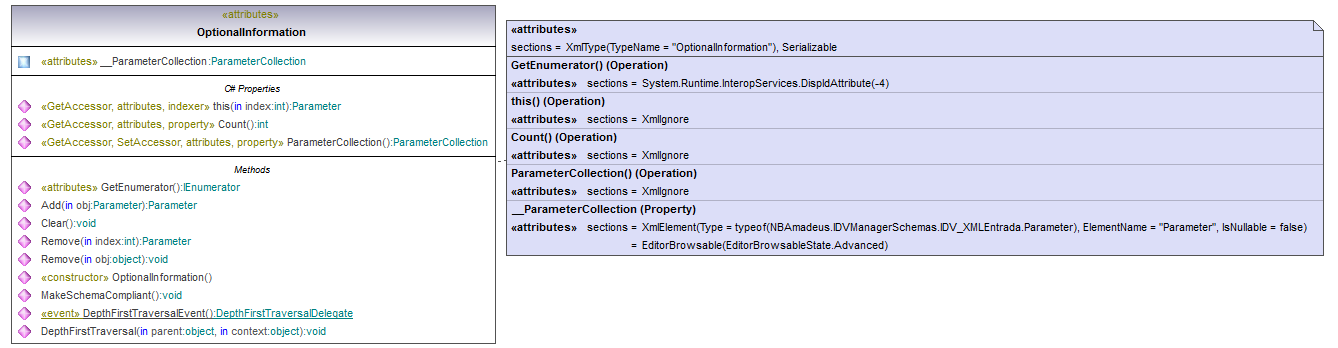 «attributes»
OptionalInformation
«attributes» __ParameterCollection:ParameterCollection
C# Properties
«GetAccessor, attributes, indexer» this(in index:int):Parameter
«GetAccessor, attributes, property» Count():int
«GetAccessor, SetAccessor, attributes, property» ParameterCollection():ParameterCollection
Methods
«attributes» GetEnumerator():IEnumerator
Add(in obj:Parameter):Parameter
Clear():void
Remove(in index:int):Parameter
Remove(in obj:object):void
«constructor» OptionalInformation()
MakeSchemaCompliant():void
«event» DepthFirstTraversalEvent():DepthFirstTraversalDelegate
DepthFirstTraversal(in parent:object, in context:object):void
«attributes»
sections = XmlType(TypeName = "OptionalInformation"), Serializable
GetEnumerator() (Operation)
«attributes» sections = System.Runtime.InteropServices.DispIdAttribute(-4)
this() (Operation)
«attributes» sections = XmlIgnore
Count() (Operation)
«attributes» sections = XmlIgnore
ParameterCollection() (Operation)
«attributes» sections = XmlIgnore
__ParameterCollection (Property)
«attributes» sections = XmlElement(Type = typeof(NBAmadeus.IDVManagerSchemas.IDV_XMLEntrada.Parameter), ElementName = "Parameter", IsNullable = false)
= EditorBrowsable(EditorBrowsableState.Advanced)